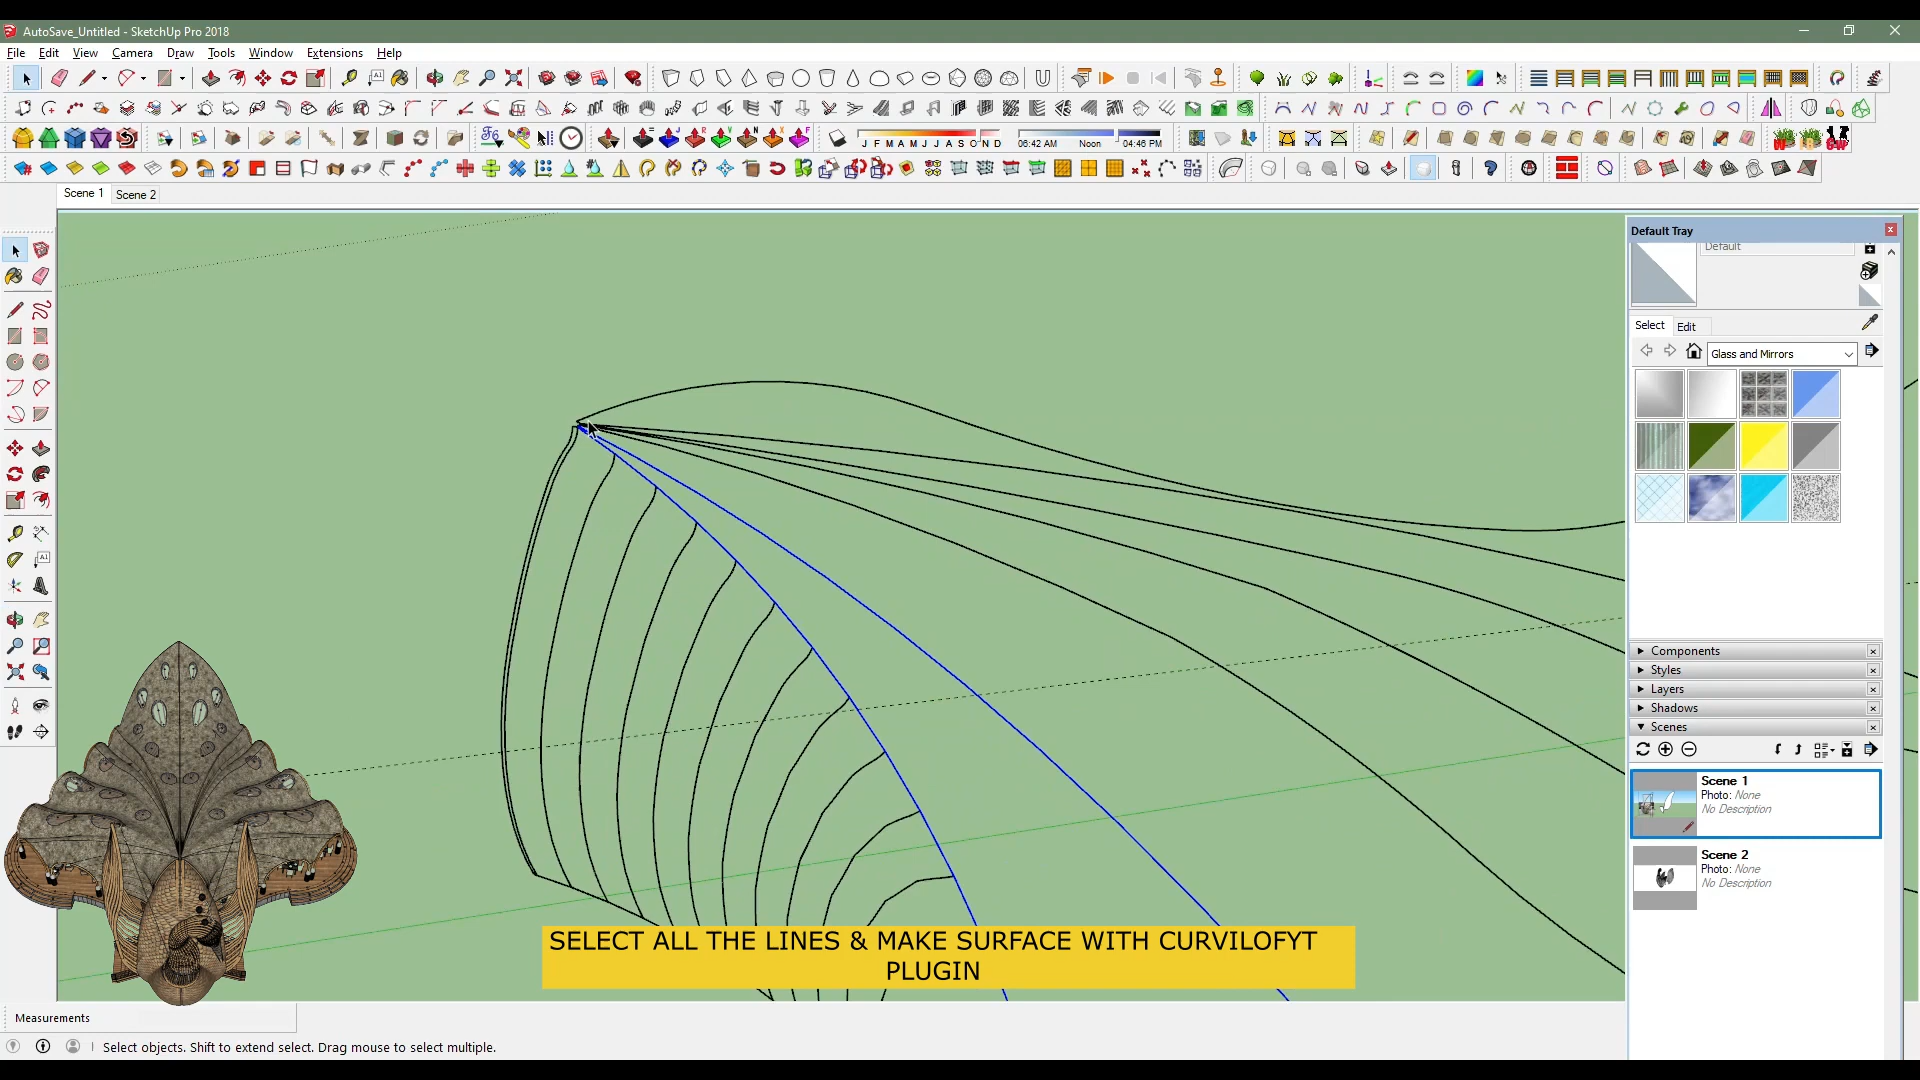 AutoSave_Untitled - SketchUp Pro 2018
File Edit View Camera Draw Tools Window Extensions Help
J F M A M J J A S O N D 06:42 AM Noon 04:46 PM
Scene 1 Scene 2
Default Tray
Default
Select Edit
Glass and Mirrors
Components
Styles
Layers
Shadows
Scenes
Scene 1
Photo: None
No Description
Scene 2
Photo: None
No Description
SELECT ALL THE LINES & MAKE SURFACE WITH CURVILOFYT
PLUGIN
Measurements
Select objects. Shift to extend select. Drag mouse to select multiple.